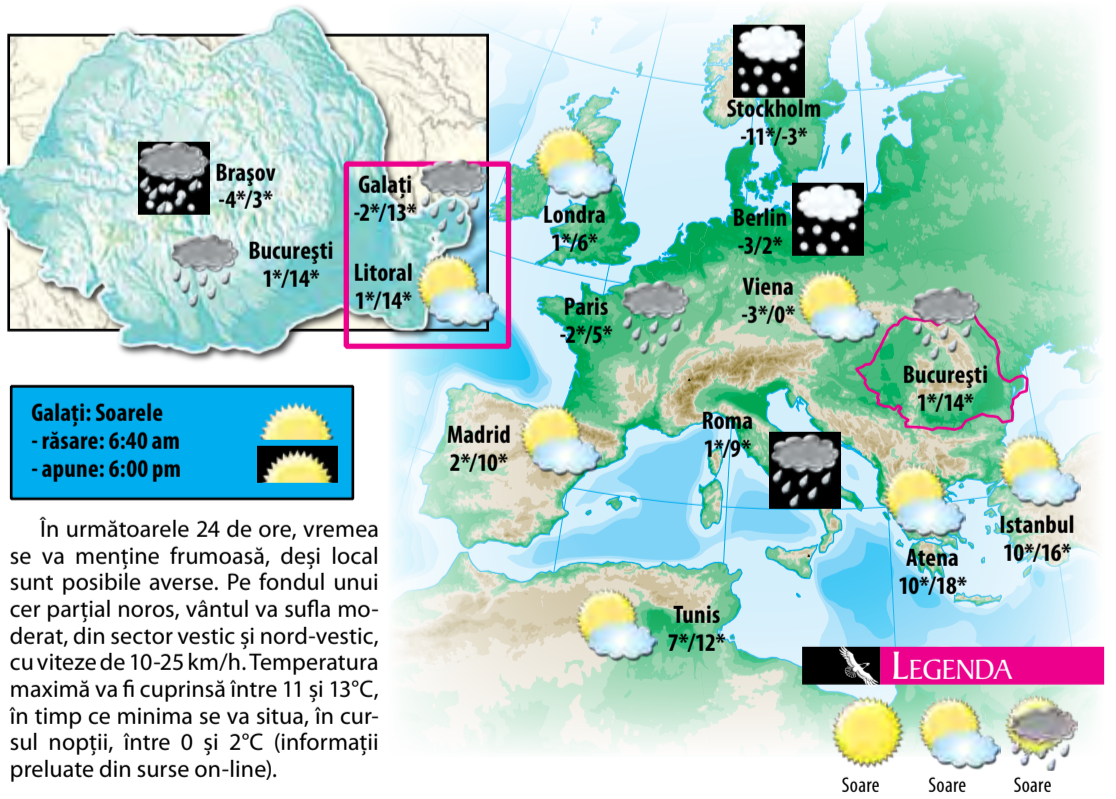 Brașov
-4*/3*
București
1*/14*
Galați
-2*/13*
Litoral
1*/14*
Stockholm
-11*/-3*
Londra
1*/6*
Berlin
-3/2*
Paris
-2*/5*
Viena
-3*/0*
București
1*/14*
Madrid
2*/10*
Roma
1*/9*
Istanbul
10*/16*
Atena
10*/18*
Tunis
7*/12*
Galați: Soarele
- răsare: 6:40 am
- apune: 6:00 pm
În următoarele 24 de ore, vremea
se va menține frumoasă, deși local
sunt posibile averse. Pe fondul unui
cer parțial noros, vântul va sufla mo-
derat, din sector vestic și nord-vestic,
cu viteze de 10-25 km/h. Temperatura
maximă va fi cuprinsă între 11 și 13°C,
în timp ce minima se va situa, în cur-
sul nopții, între 0 și 2°C (informații
preluate din surse on-line).
LEGENDA
Soare
Soare
Soare